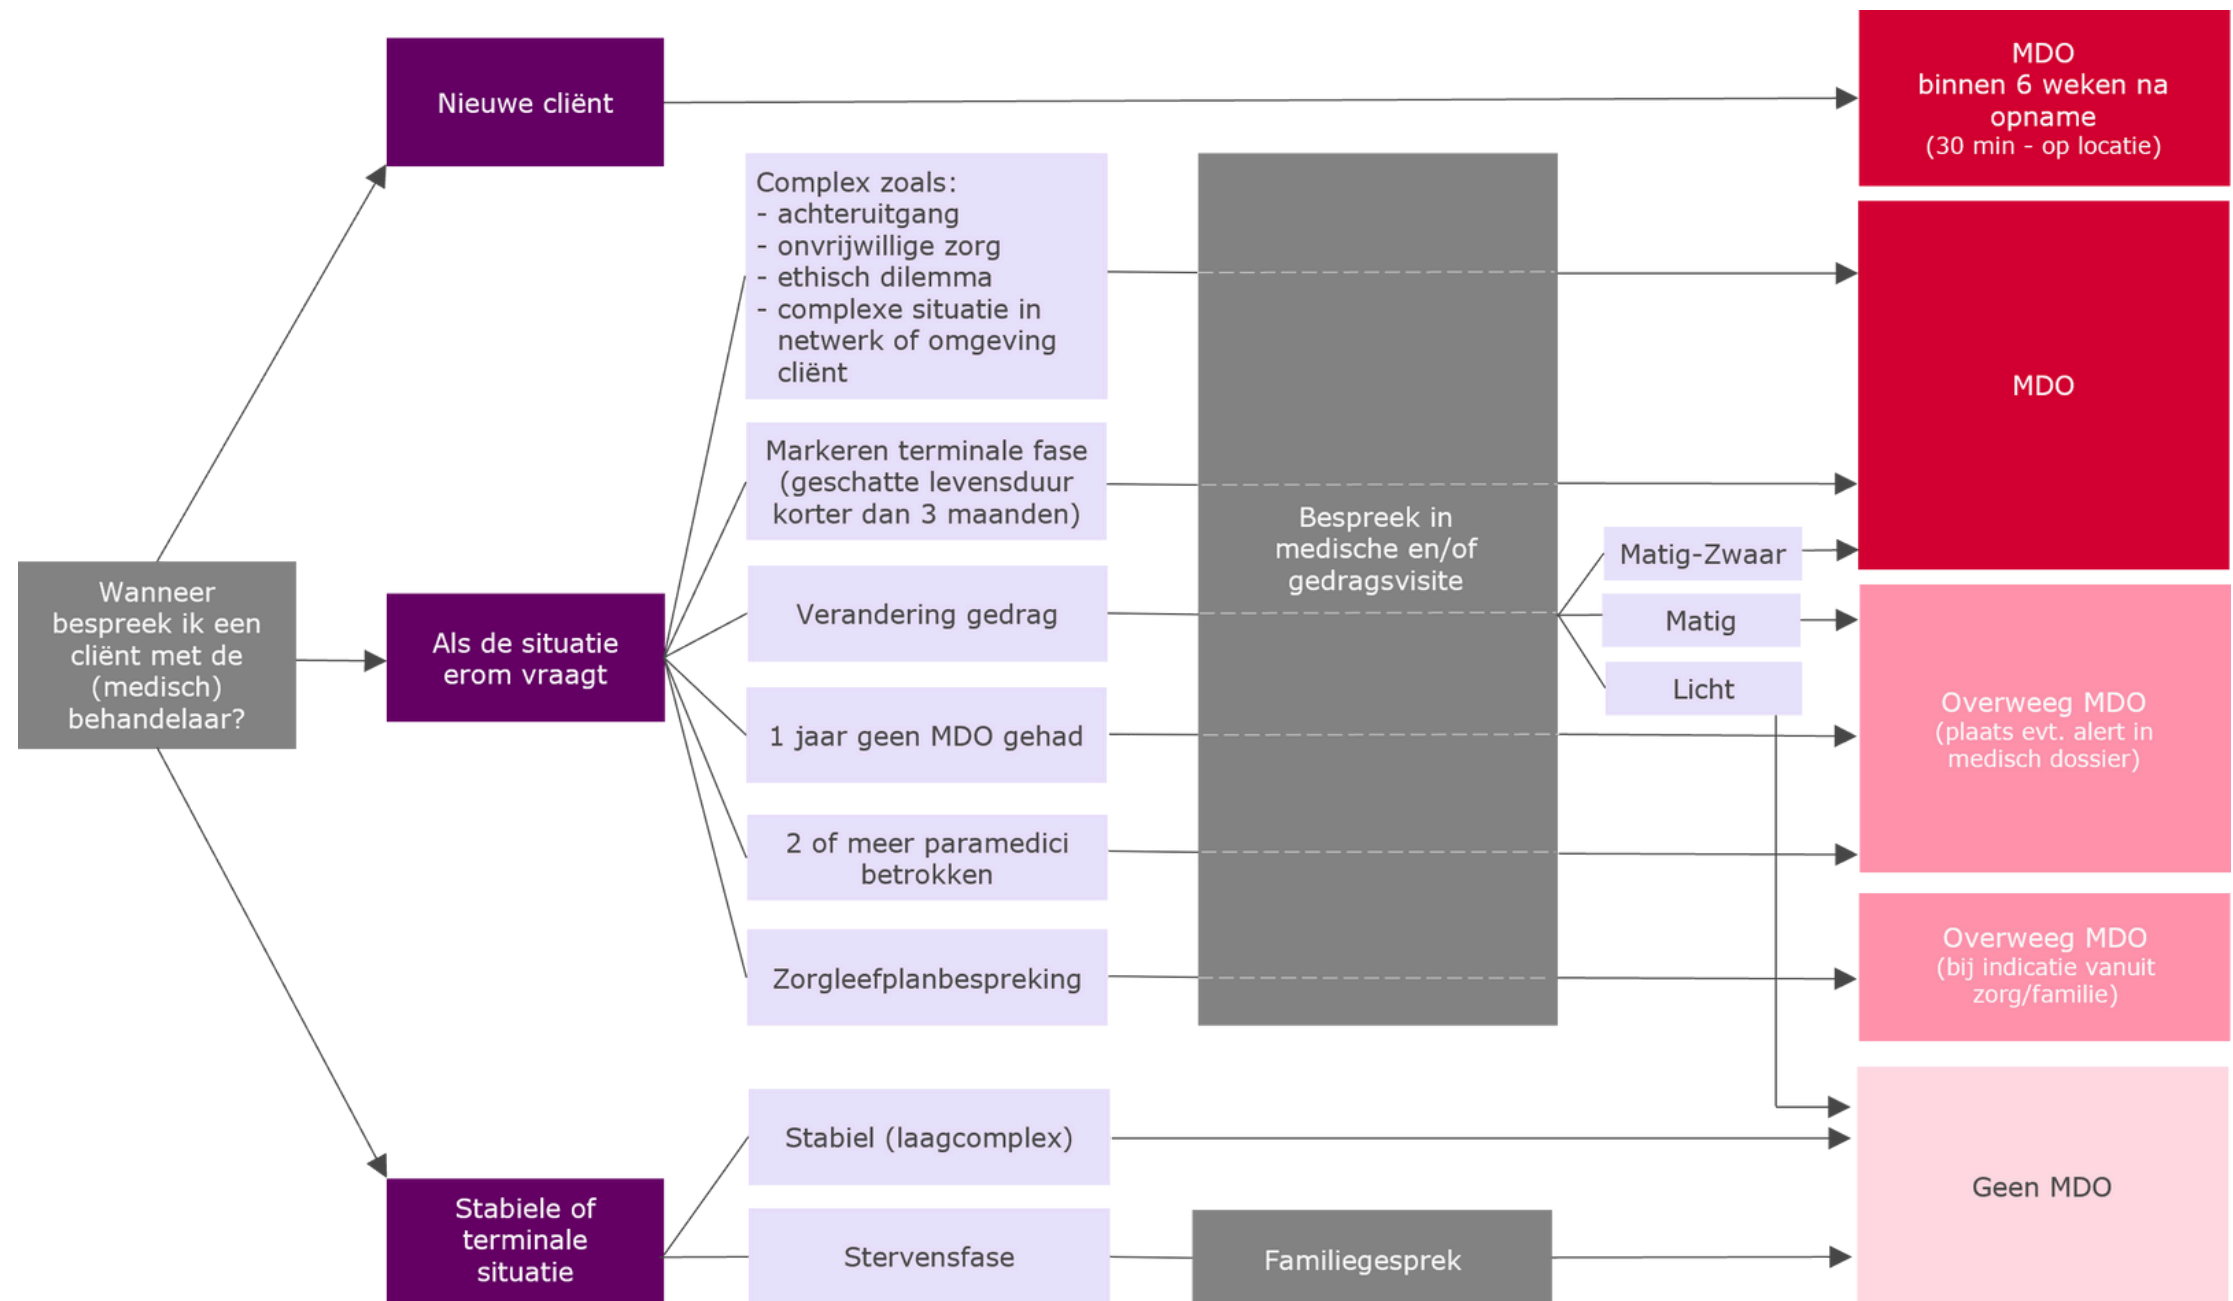 Nieuwe cliënt
MDO
binnen 6 weken na
opname
(30 min - op locatie)
Complex zoals:
- achteruitgang
- onvrijwillige zorg
- ethisch dilemma
- complexe situatie in
netwerk of omgeving
cliënt
MDO
Markeren terminale fase
(geschatte levensduur
korter dan 3 maanden)
Bespreek in
medische en/of
gedragsvisite
Matig-Zwaar
Wanneer
bespreek ik een
cliënt met de
(medisch)
behandelaar?
Als de situatie
erom vraagt
Verandering gedrag
Matig
Licht
Overweeg MDO
(plaats evt. alert in
medisch dossier)
1 jaar geen MDO gehad
2 of meer paramedici
betrokken
Zorgleefplanbespreking
Overweeg MDO
(bij indicatie vanuit
zorg/familie)
Stabiel (laagcomplex)
Geen MDO
Stabiele of
terminale
situatie
Stervensfase
Familiegesprek